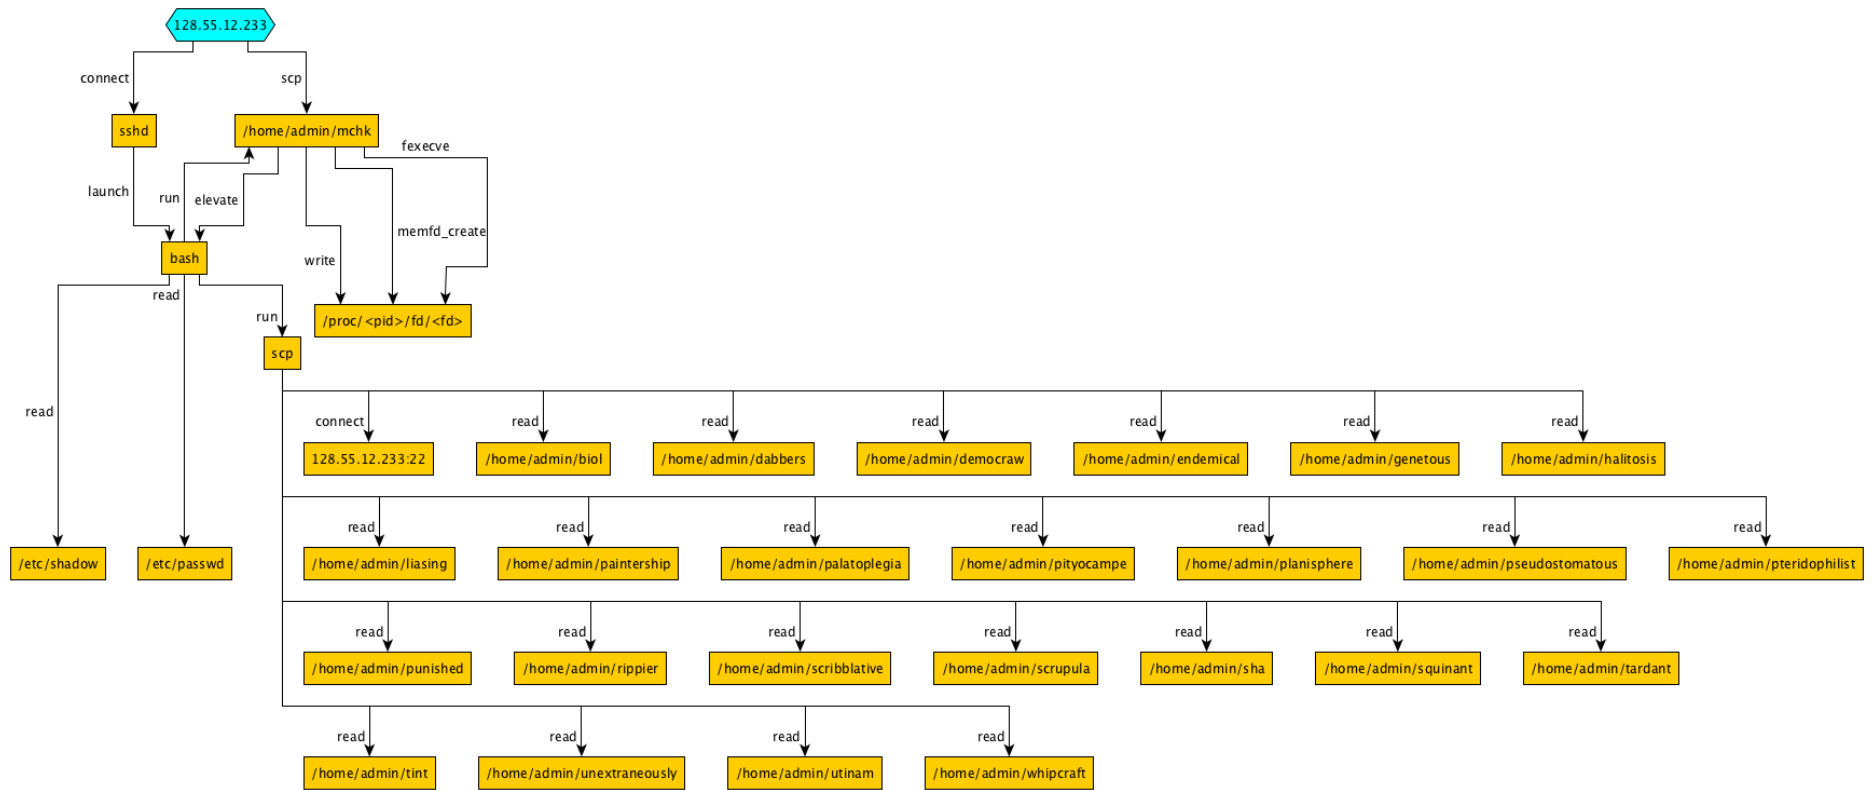 128.55.12.233
connect
scp
sshd
/home/admin/mchk
fexecve
launch
run
elevate
memfd_create
write
bash
read
run
/proc/<pid>/fd/<fd>
scp
read
connect
read
read
read
read
read
read
128.55.12.233:22
/home/admin/biol
/home/admin/dabbers
/home/admin/democraw
/home/admin/endemical
/home/admin/genetous
/home/admin/halitosis
read
read
read
read
read
read
read
/etc/shadow
/etc/passwd
/home/admin/liasing
/home/admin/paintership
/home/admin/palatoplegia
/home/admin/pityocampe
/home/admin/planisphere
/home/admin/pseudostomatous
/home/admin/pteridophilist
read
read
read
read
read
read
read
/home/admin/punished
/home/admin/rippier
/home/admin/scribblative
/home/admin/scrupula
/home/admin/sha
/home/admin/squinant
/home/admin/tardant
read
read
read
read
/home/admin/tint
/home/admin/unextraneously
/home/admin/utinam
/home/admin/whipcraft